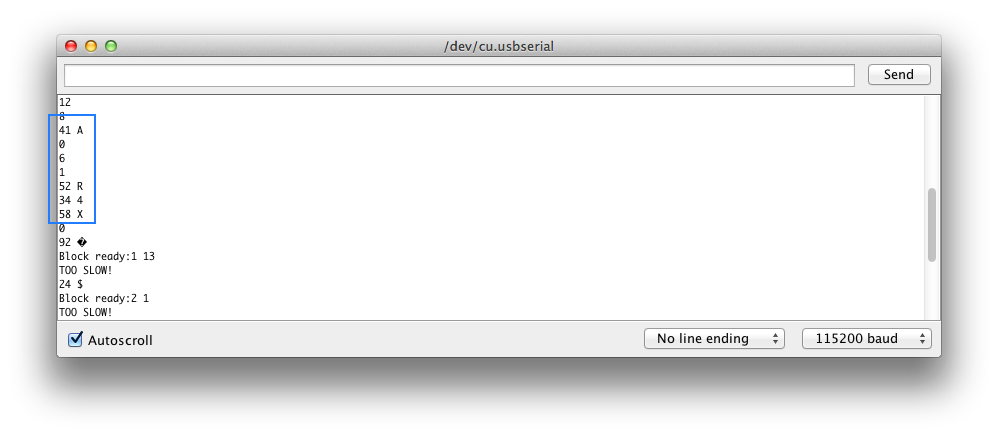 /dev/cu.usbserial
Send
12
8
41 A
0
6
1
52 R
34 4
58 X
0
92 �
Block ready:1 13
TOO SLOW!
24 $
Block ready:2 1
TOO SLOW!
Autoscroll
No line ending
115200 baud